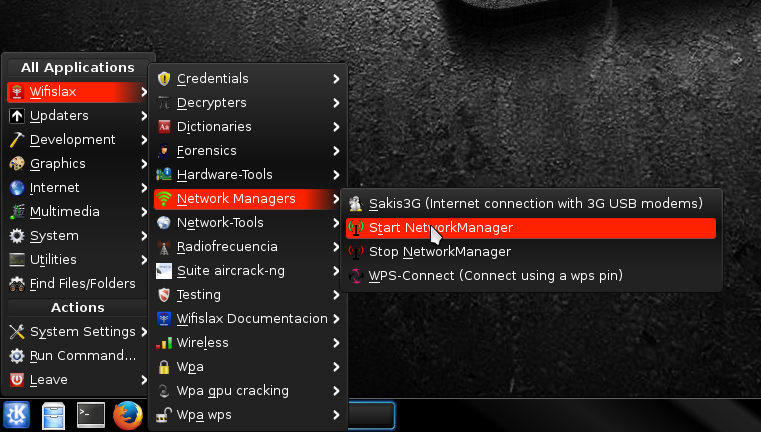 All Applications
Wifislax
Updaters
Development
Graphics
Internet
Multimedia
System
Utilities
Find Files/Folders
Actions
System Settings
Run Command...
Leave
Credentials
Decrypters
Dictionaries
Forensics
Hardware-Tools
Network Managers
Network-Tools
Radiofrecuencia
Suite aircrack-ng
Testing
Wifislax Documentacion
Wireless
Wpa
Wpa gpu cracking
Wpa wps
Sakis3G (Internet connection with 3G USB modems)
Start NetworkManager
Stop NetworkManager
WPS-Connect (Connect using a wps pin)